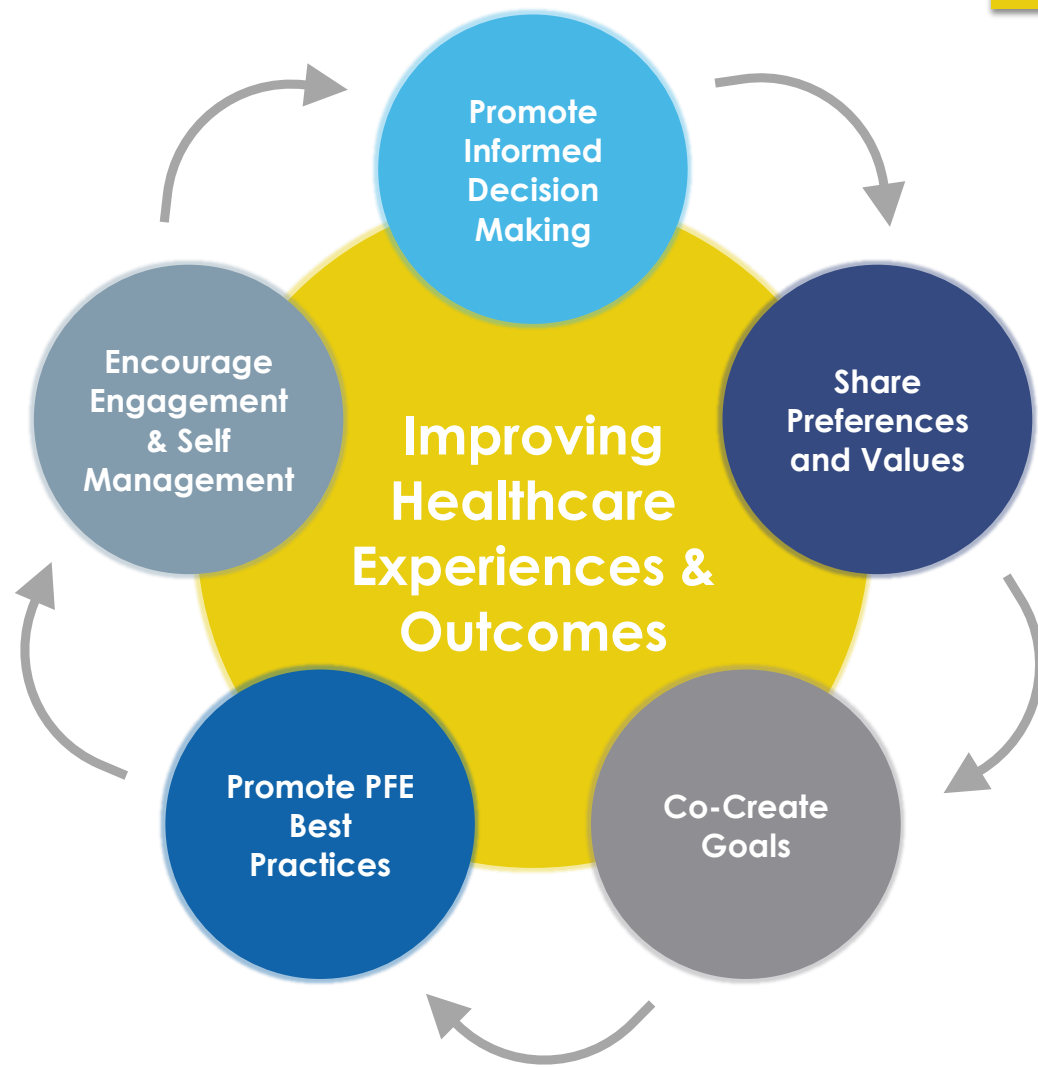 Promote
Informed
Decision
Making
Share
Preferences
and Values
Co-Create
Goals
Promote PFE
Best
Practices
Encourage
Engagement
& Self
Management
Improving
Healthcare
Experiences &
Outcomes